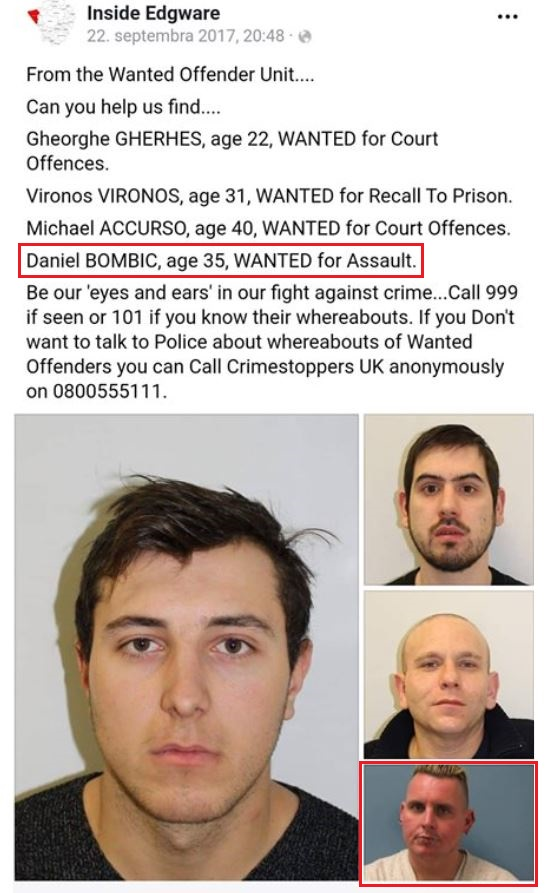 Inside Edgware
22. septembra 2017, 20:48 ·
From the Wanted Offender Unit....
Can you help us find....
Gheorghe GHERHES, age 22, WANTED for Court
Offences.
Vironos VIRONOS, age 31, WANTED for Recall To Prison.
Michael ACCURSO, age 40, WANTED for Court Offences.
Daniel BOMBIC, age 35, WANTED for Assault.
Be our 'eyes and ears' in our fight against crime...Call 999
if seen or 101 if you know their whereabouts. If you Don't
want to talk to Police about whereabouts of Wanted
Offenders you can Call Crimestoppers UK anonymously
on 0800555111.